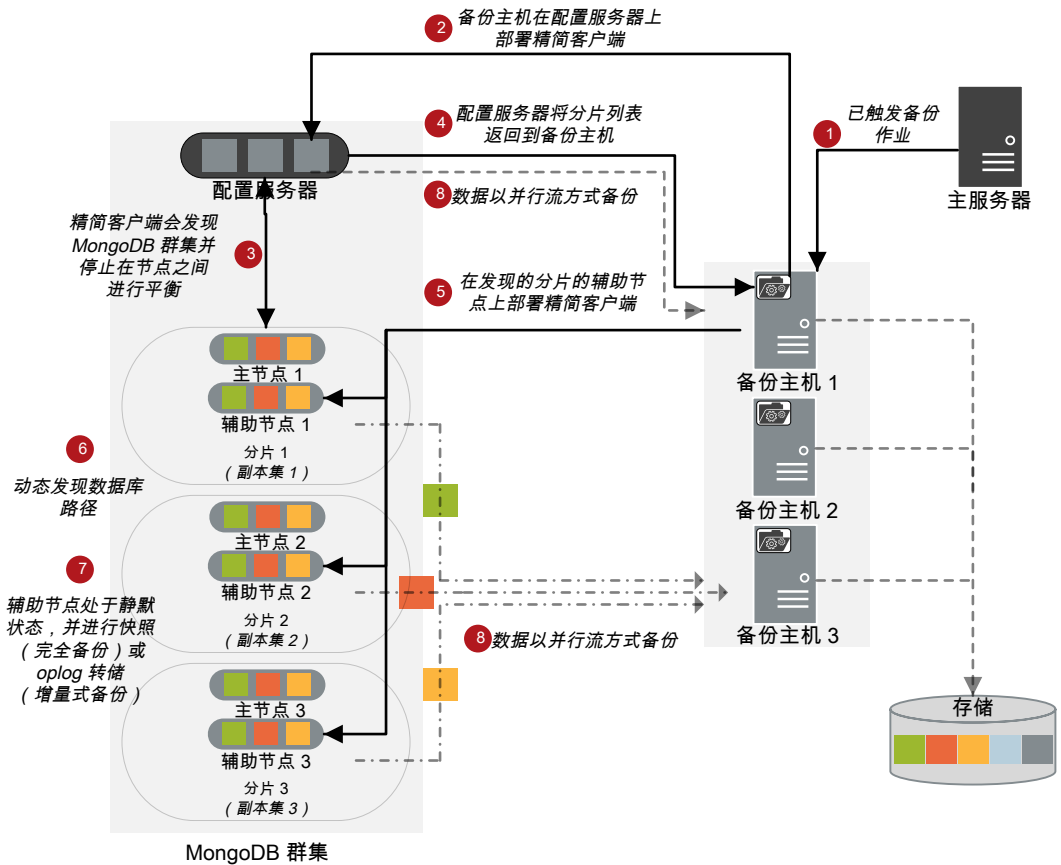 2
备份主机在配置服务器上
部署精简客户端
4
配置服务器将分片列表
返回到备份主机
1
已触发备份
作业
主服务器
配置服务器
8
数据以并行流方式备份
精简客户端会发现
MongoDB 群集并
停止在节点之间
进行平衡
3
5
在发现的分片的辅助节
点上部署精简客户端
主节点 1
辅助节点 1
分片 1
（副本集 1）
备份主机 1
6
动态发现数据库
路径
主节点 2
辅助节点 2
分片 2
（副本集 2）
备份主机 2
7
辅助节点处于静默
状态，并进行快照
（完全备份）或
oplog 转储
（增量式备份）
8
数据以并行流方式备份
备份主机 3
主节点 3
辅助节点 3
分片 3
（副本集 3）
存储
MongoDB 群集